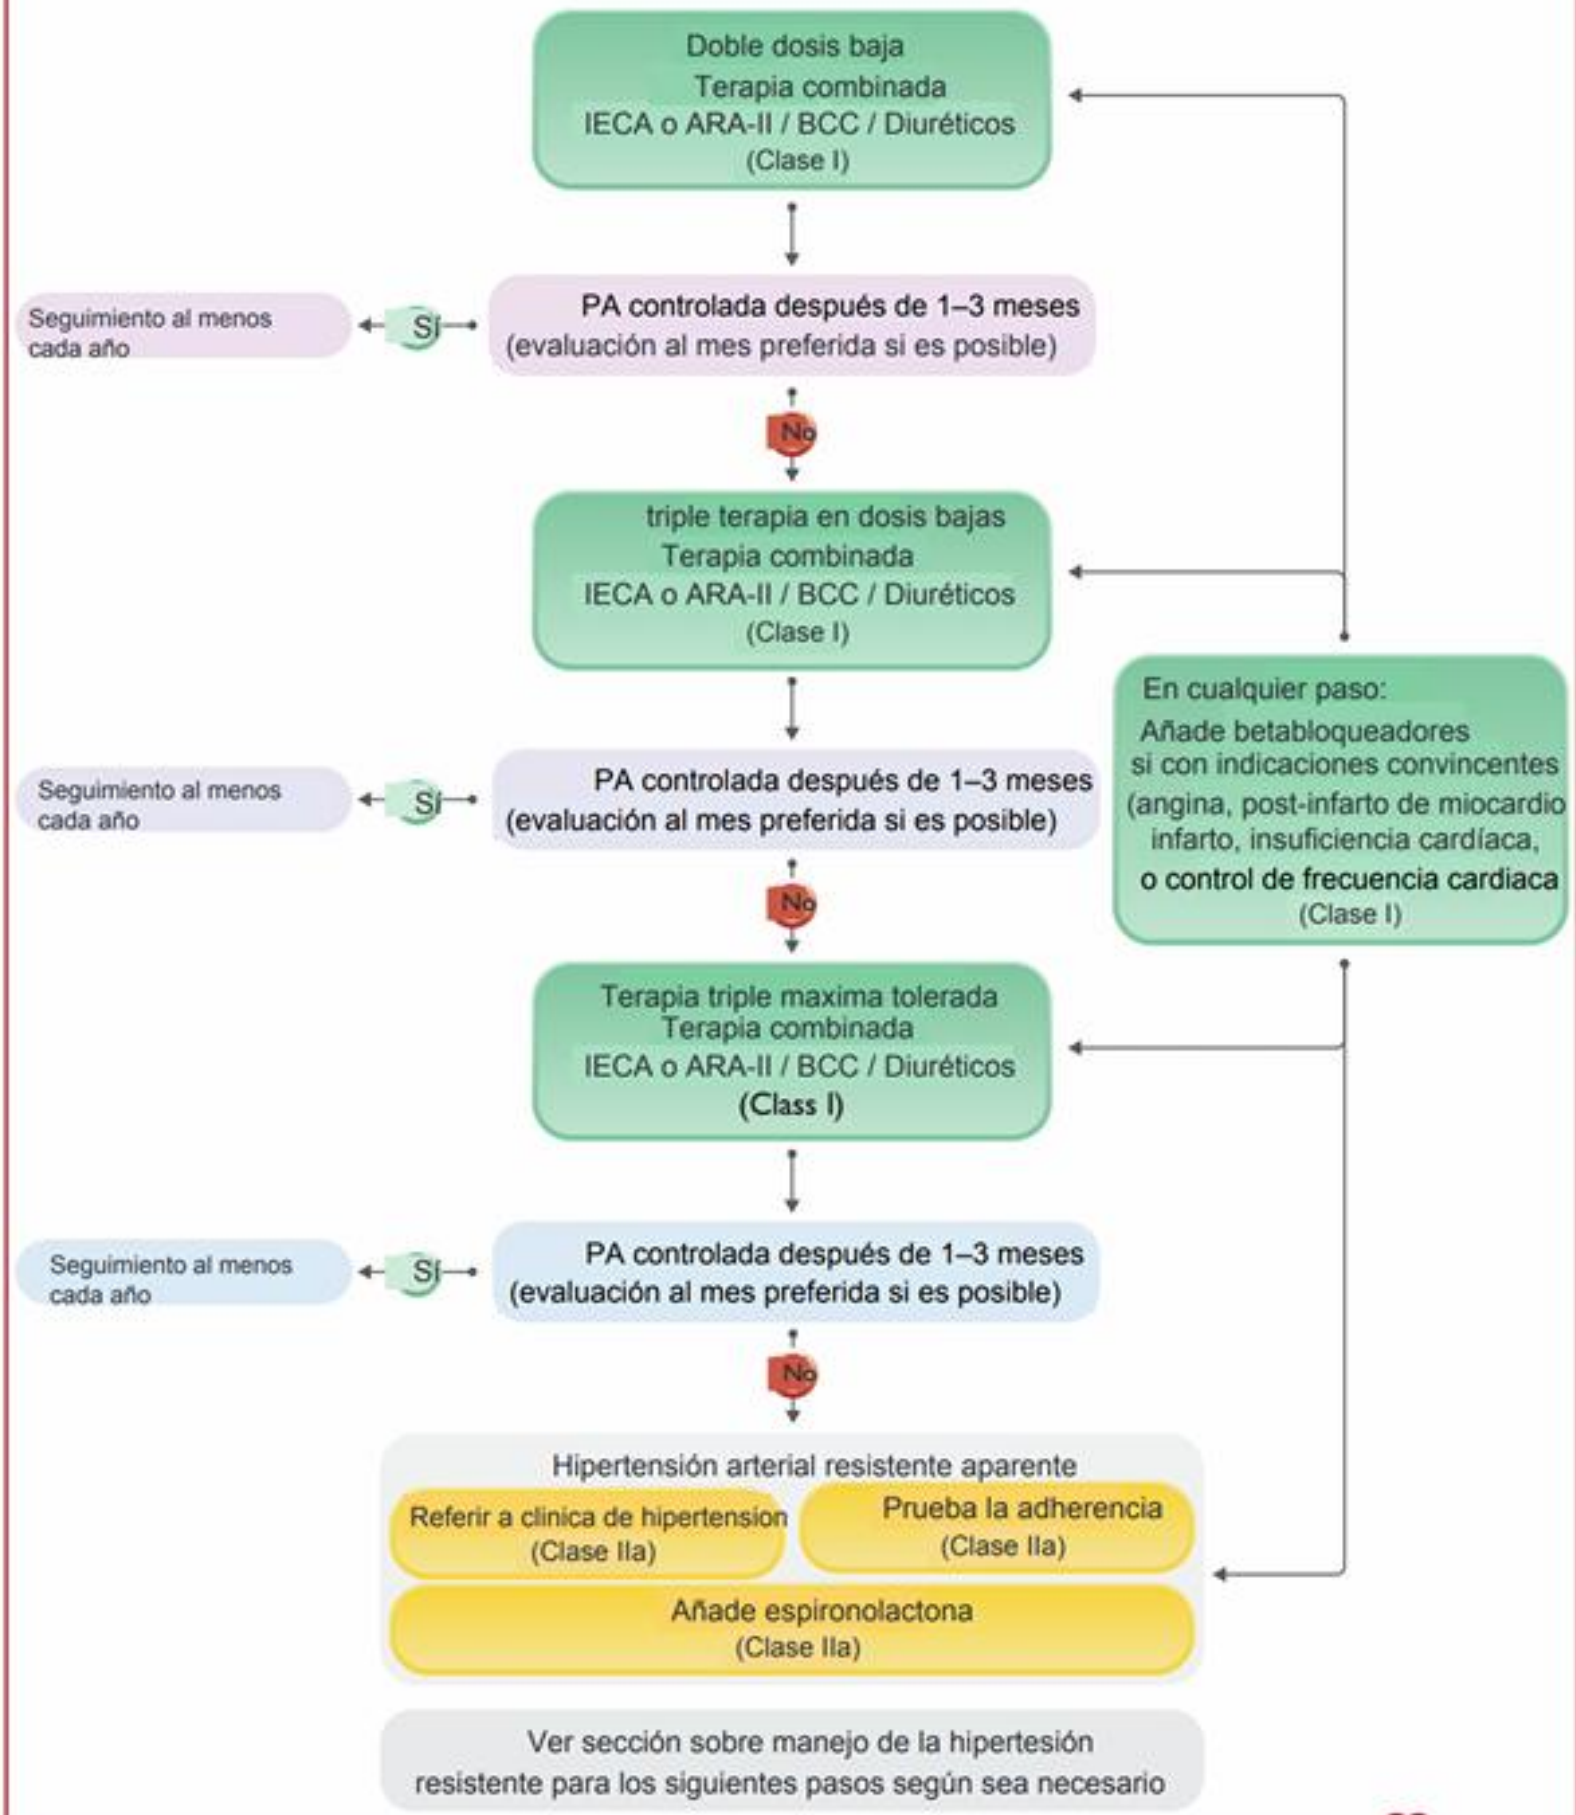 Doble dosis baja
Terapia combinada
IECA o ARA-II / BCC / Diuréticos
(Clase I)
PA controlada después de 1–3 meses
(evaluación al mes preferida si es posible)
Sí
Seguimiento al menos
cada año
No
triple terapia en dosis bajas
Terapia combinada
IECA o ARA-II / BCC / Diuréticos
(Clase I)
En cualquier paso:
Añade betabloqueadores
si con indicaciones convincentes
(angina, post-infarto de miocardio
infarto, insuficiencia cardíaca,
o control de frecuencia cardiaca
(Clase I)
PA controlada después de 1–3 meses
(evaluación al mes preferida si es posible)
Sí
Seguimiento al menos
cada año
No
Terapia triple maxima tolerada
Terapia combinada
IECA o ARA-II / BCC / Diuréticos
(Class I)
PA controlada después de 1–3 meses
(evaluación al mes preferida si es posible)
Sí
Seguimiento al menos
cada año
No
Hipertensión arterial resistente aparente
Referir a clinica de hipertension
(Clase IIa)
Prueba la adherencia
(Clase IIa)
Añade espironolactona
(Clase IIa)
Ver sección sobre manejo de la hipertesión
resistente para los siguientes pasos según sea necesario